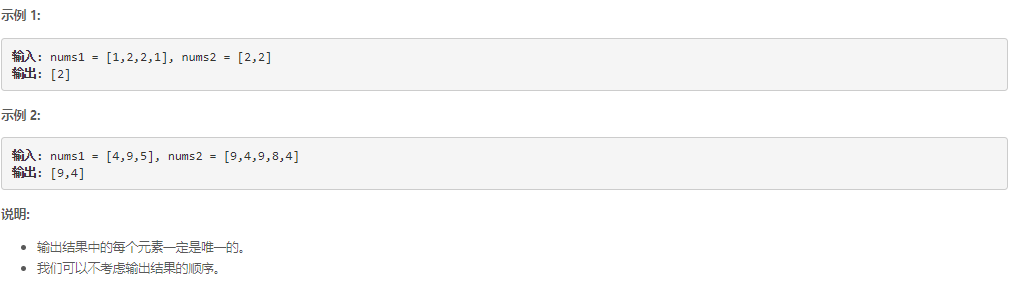 示例 1:
输入: nums1 = [1,2,2,1], nums2 = [2,2]
输出: [2]
示例 2:
输入: nums1 = [4,9,5], nums2 = [9,4,9,8,4]
输出: [9,4]
说明:
输出结果中的每个元素一定是唯一的。
我们可以不考虑输出结果的顺序。